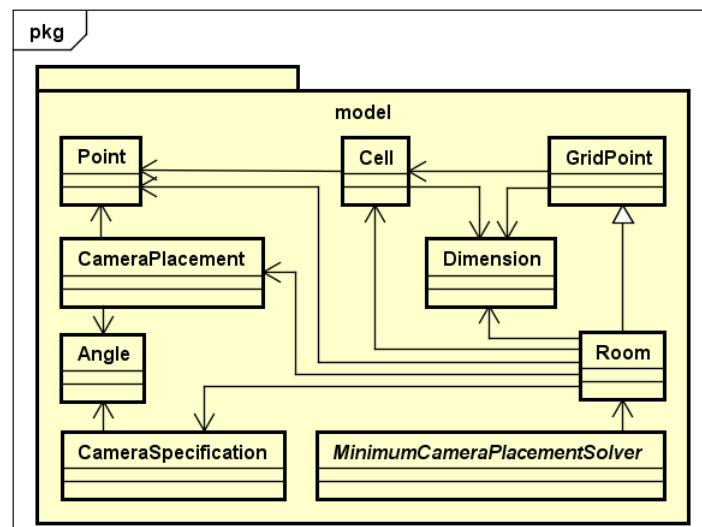 pkg
model
Point
Cell
GridPoint
CameraPlacement
Dimension
Angle
Room
CameraSpecification
MinimumCameraPlacementSolver